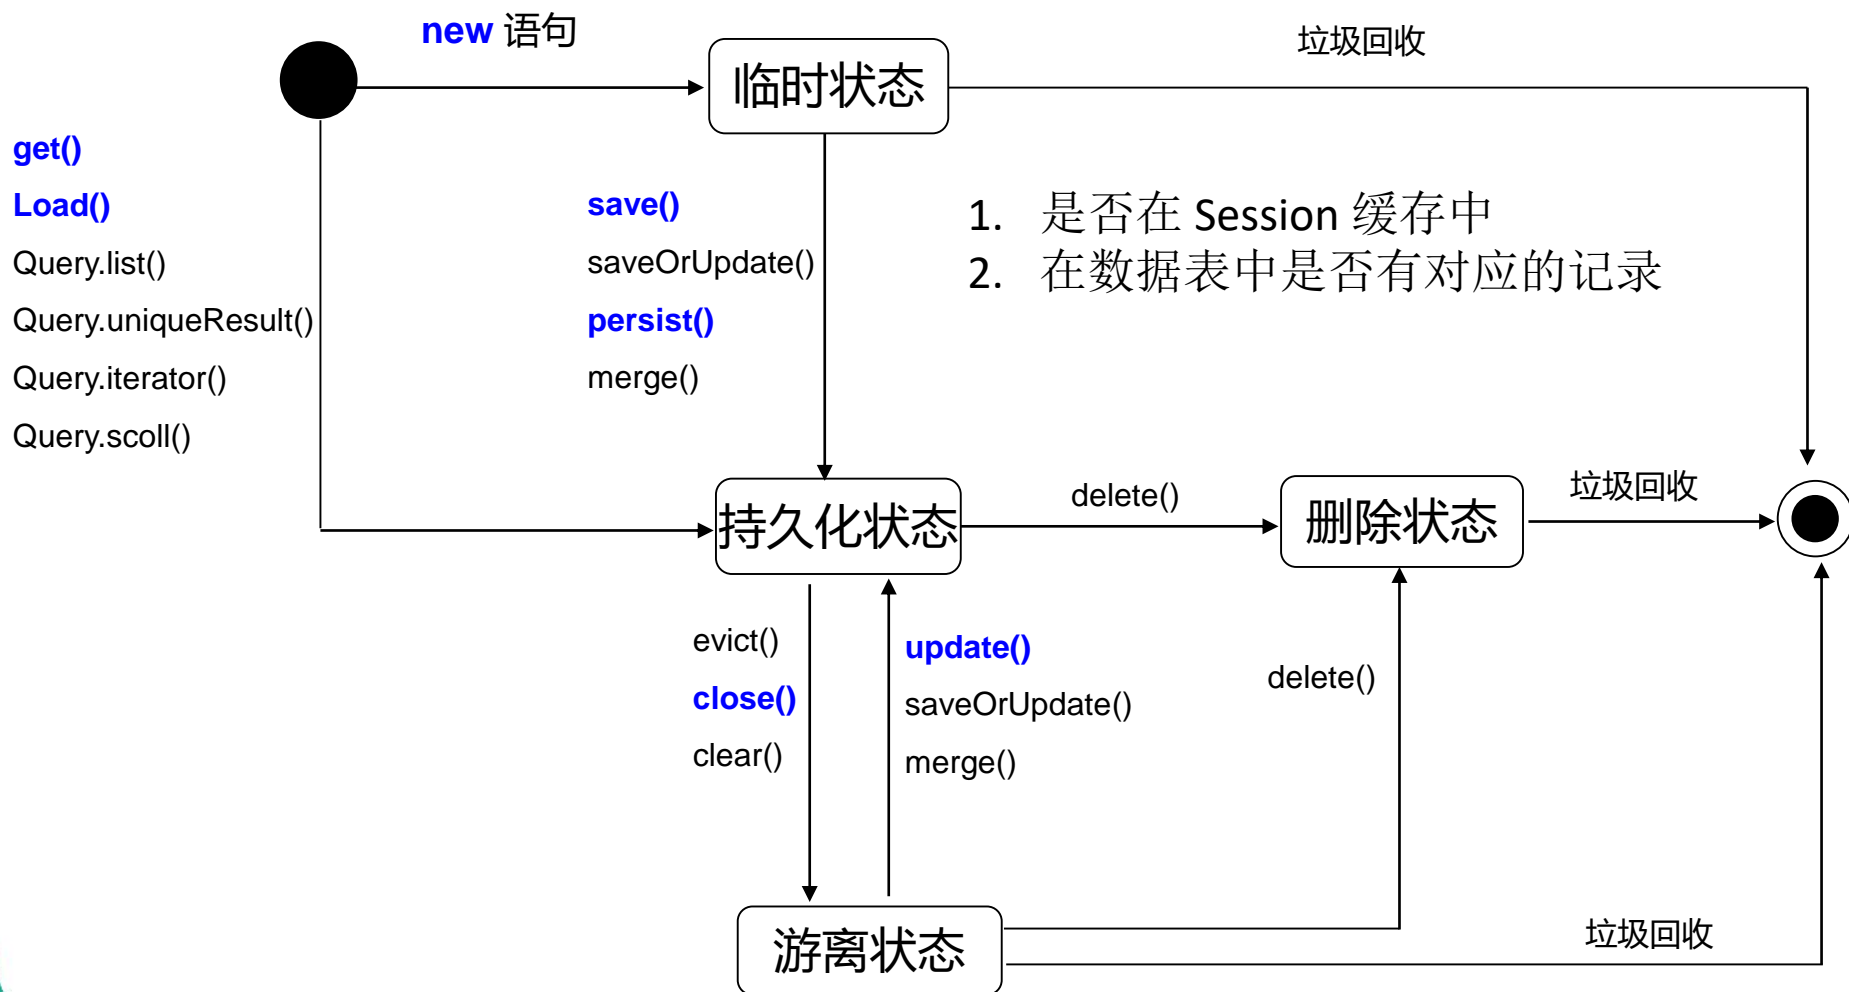 new 语句
垃圾回收
临时状态
get()
Load()
Query.list()
Query.uniqueResult()
Query.iterator()
Query.scoll()
save()
saveOrUpdate()
persist()
merge()
1. 是否在 Session 缓存中
2. 在数据表中是否有对应的记录
持久化状态
delete()
删除状态
垃圾回收
evict()
close()
clear()
update()
saveOrUpdate()
merge()
delete()
游离状态
垃圾回收